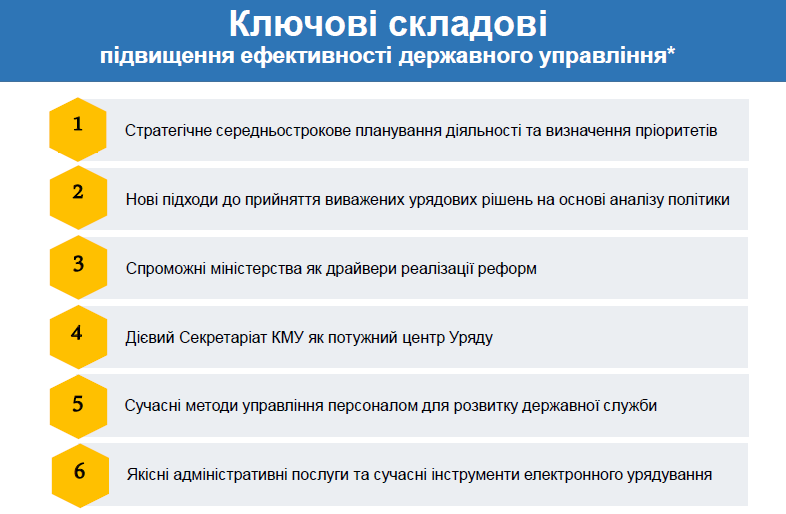 Ключові складові
підвищення ефективності державного управління*
1
Стратегічне середньострокове планування діяльності та визначення пріоритетів
2
Нові підходи до прийняття виважених урядових рішень на основі аналізу політики
3
Спроможні міністерства як драйвери реалізації реформ
4
Дієвий Секретаріат КМУ як потужний центр Уряду
5
Сучасні методи управління персоналом для розвитку державної служби
6
Якісні адміністративні послуги та сучасні інструменти електронного урядування